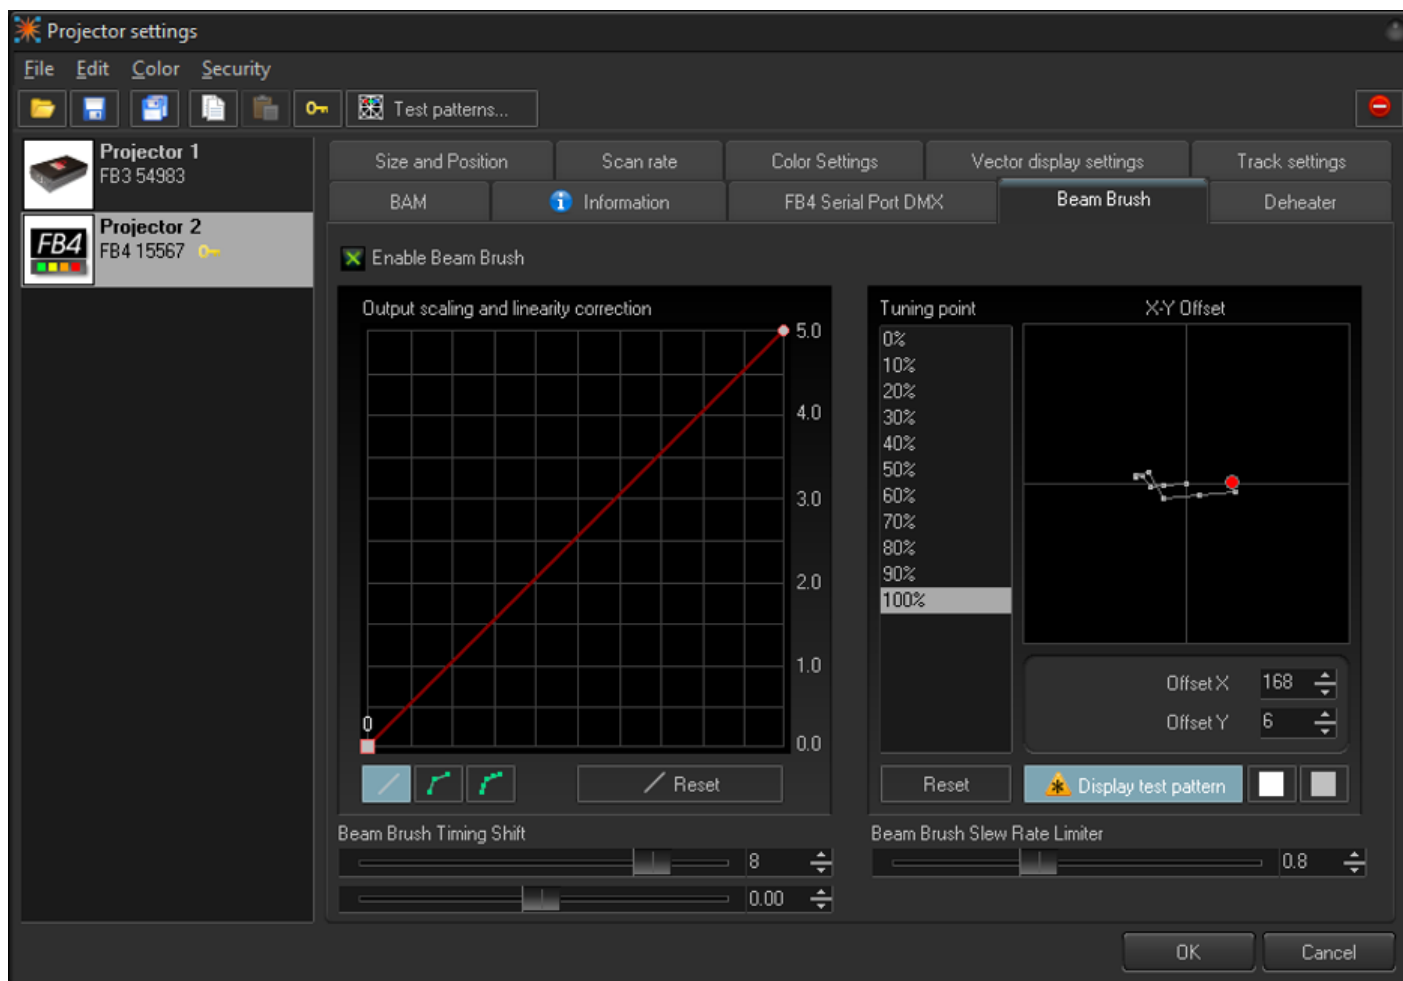 Projector settings
File Edit Color Security
Test patterns...
Projector 1
FB3 54983
Projector 2
FB4 15567
FB4
Size and Position Scan rate Color Settings Vector display settings Track settings
BAM Information FB4 Serial Port DMX Beam Brush Deheater
Enable Beam Brush
Output scaling and linearity correction
5.0
4.0
3.0
2.0
1.0
0
0.0
Reset
Tuning point X-Y Offset
0%
10%
20%
30%
40%
50%
60%
70%
80%
90%
100%
Offset X 168
Offset Y 6
Reset Display test pattern
Beam Brush Timing Shift
8
0.00
Beam Brush Slew Rate Limiter
0.8
OK Cancel